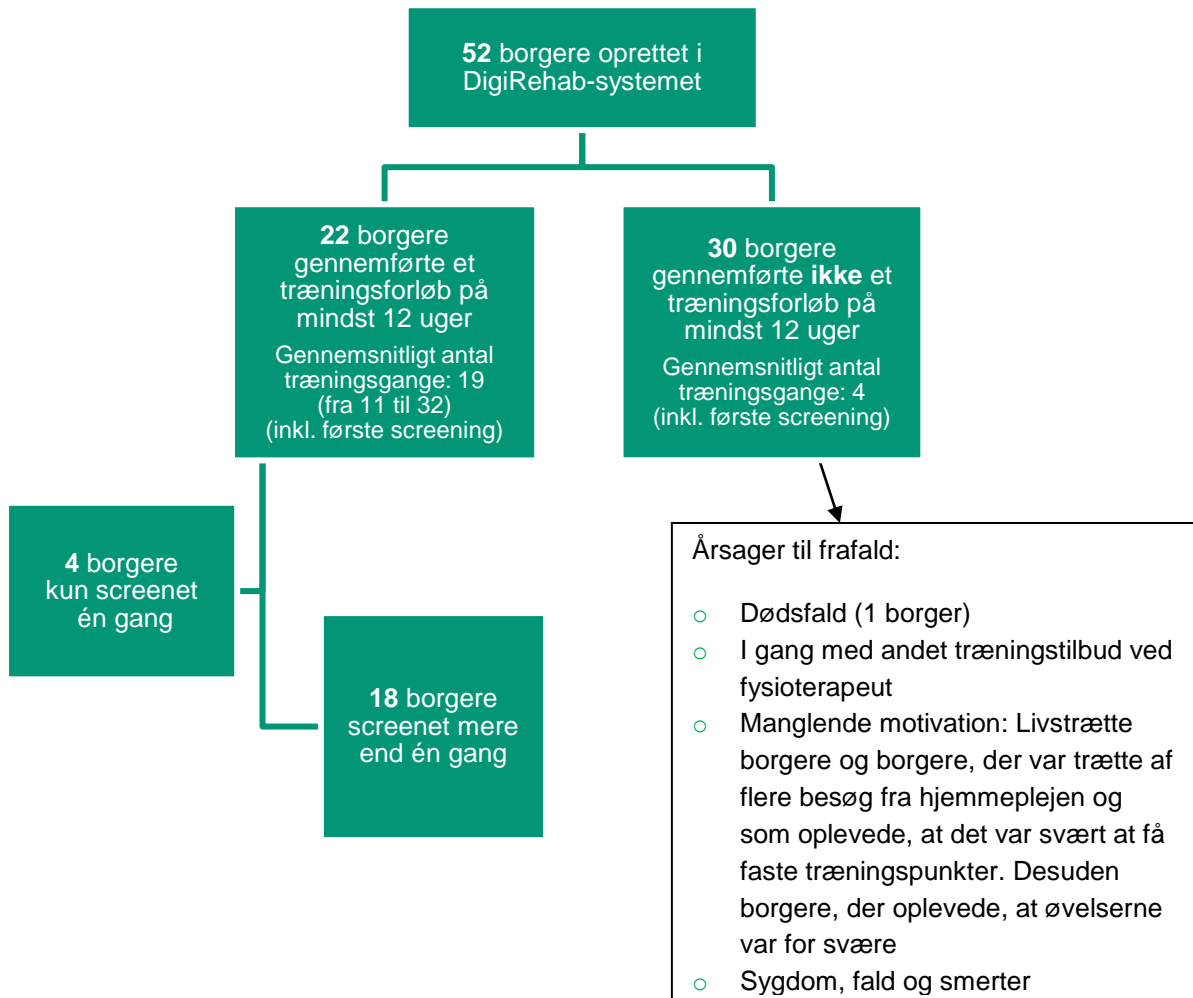 52 borgere oprettet i
DigiRehab-systemet
22 borgere
gennemførte et
træningsforløb på
mindst 12 uger
Gennemsnitligt antal
træningsgange: 19
(fra 11 til 32)
(inkl. første screening)
30 borgere
gennemførte ikke et
træningsforløb på
mindst 12 uger
Gennemsnitligt antal
træningsgange: 4
(inkl. første screening)
4 borgere
kun screenet
én gang
18 borgere
screenet mere
end én gang
Årsager til frafald:
o Dødsfald (1 borger)
o I gang med andet træningstilbud ved
fysioterapeut
o Manglende motivation: Livstrætte
borgere og borgere, der var trætte af
flere besøg fra hjemmeplejen og
som oplevede, at det var svært at få
faste træningspunkter. Desuden
borgere, der oplevede, at øvelserne
var for svære
o Sygdom, fald og smerter